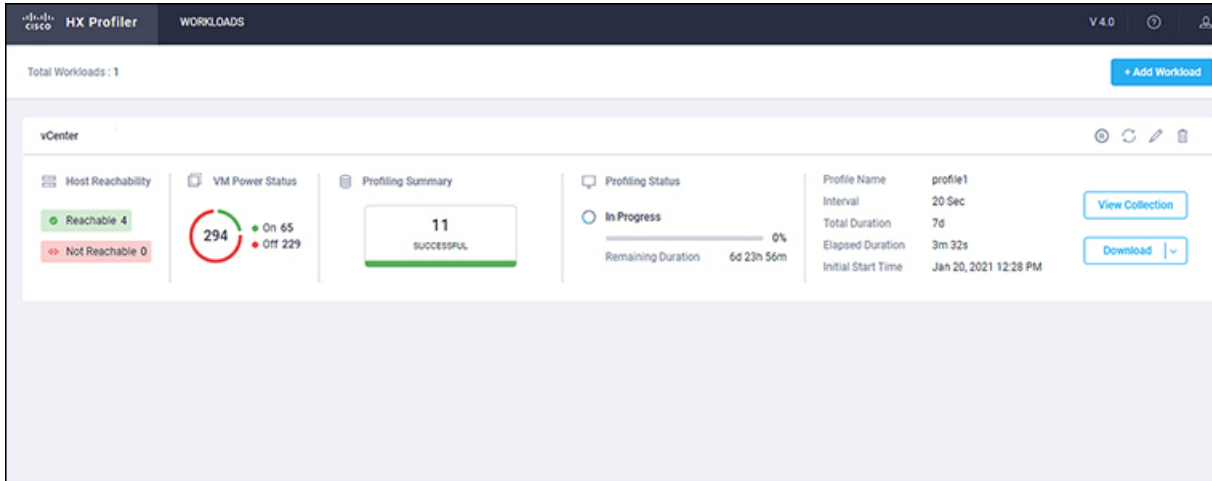 cisco HX Profiler WORKLOADS V 4.0
Total Workloads : 1 + Add Workload
vCenter
Host Reachability
Reachable 4
Not Reachable 0
VM Power Status
294
On 65
Off 229
Profiling Summary
11
SUCCESSFUL
Profiling Status
In Progress
0%
Remaining Duration 6d 23h 56m
Profile Name profile1
Interval 20 Sec
Total Duration 7d
Elapsed Duration 3m 32s
Initial Start Time Jan 20, 2021 12:28 PM
View Collection
Download